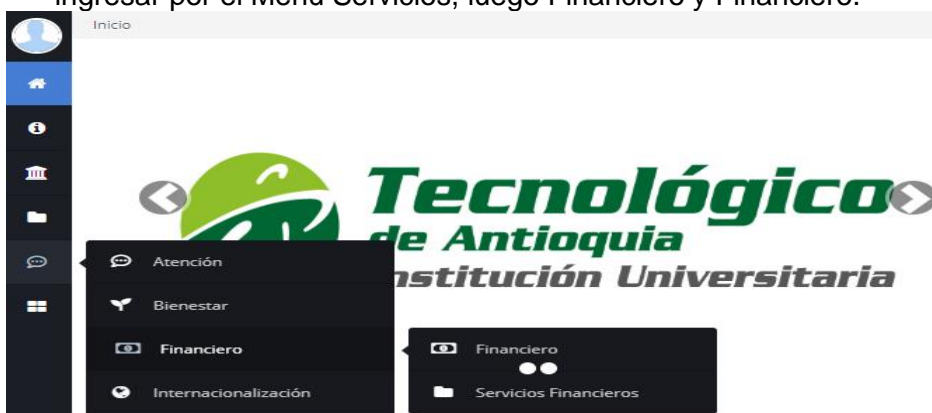 ingresar por el Menú Servicios, luego Financiero y Financiero.
Inicio
Tecnológico
de Antioquia
Institución Universitaria
Atención
Bienestar
Financiero
Internacionalización
Financiero
Servicios Financieros